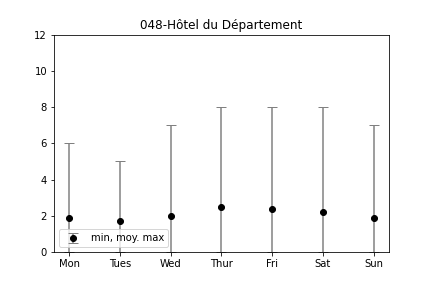 048-Hôtel du Département
12
10
8
6
4
2
0
min, moy. max
Mon Tues Wed Thur Fri Sat Sun